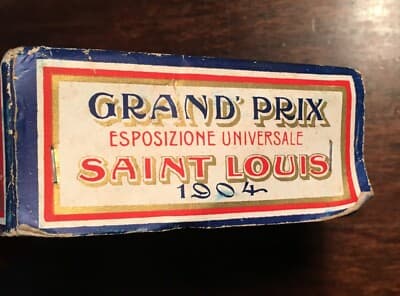 GRAND' PRIX
ESPOSIZIONE UNIVERSALE
SAINT LOUIS
1904